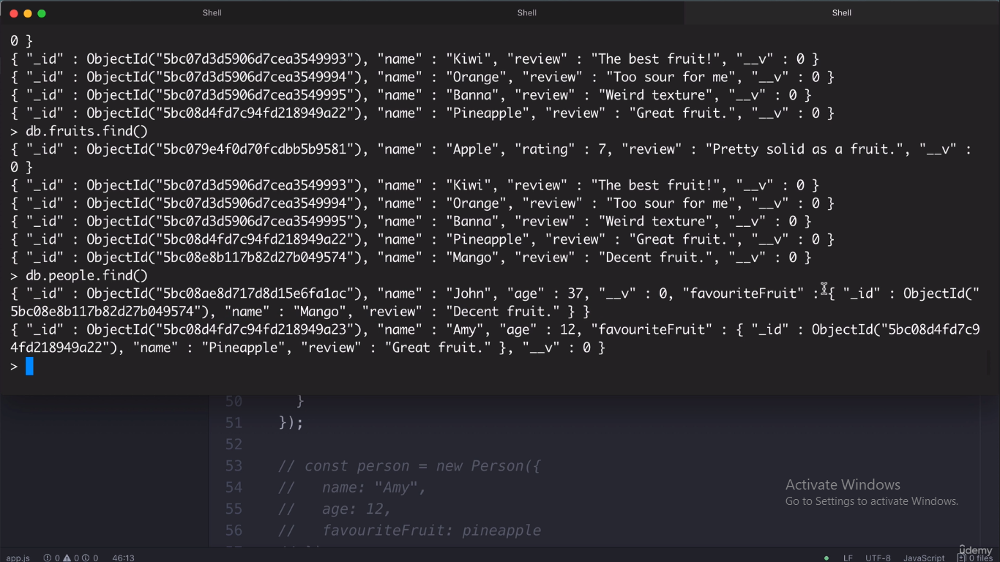 Shell
Shell
Shell
0 }
{ "_id" : ObjectId("5bc07d3d5906d7cea3549993"), "name" : "Kiwi", "review" : "The best fruit!", "__v" : 0 }
{ "_id" : ObjectId("5bc07d3d5906d7cea3549994"), "name" : "Orange", "review" : "Too sour for me", "__v" : 0 }
{ "_id" : ObjectId("5bc07d3d5906d7cea3549995"), "name" : "Banna", "review" : "Weird texture", "__v" : 0 }
{ "_id" : ObjectId("5bc08d4fd7c94fd218949a22"), "name" : "Pineapple", "review" : "Great fruit.", "__v" : 0 }
> db.fruits.find()
{ "_id" : ObjectId("5bc079e4f0d70fcdbb5b9581"), "name" : "Apple", "rating" : 7, "review" : "Pretty solid as a fruit.", "__v" :
0 }
{ "_id" : ObjectId("5bc07d3d5906d7cea3549993"), "name" : "Kiwi", "review" : "The best fruit!", "__v" : 0 }
{ "_id" : ObjectId("5bc07d3d5906d7cea3549994"), "name" : "Orange", "review" : "Too sour for me", "__v" : 0 }
{ "_id" : ObjectId("5bc07d3d5906d7cea3549995"), "name" : "Banna", "review" : "Weird texture", "__v" : 0 }
{ "_id" : ObjectId("5bc08d4fd7c94fd218949a22"), "name" : "Pineapple", "review" : "Great fruit.", "__v" : 0 }
{ "_id" : ObjectId("5bc08e8b117b82d27b049574"), "name" : "Mango", "review" : "Decent fruit.", "__v" : 0 }
> db.people.find()
{ "_id" : ObjectId("5bc08ae8d717d8d15e6fa1ac"), "name" : "John", "age" : 37, "__v" : 0, "favouriteFruit" : { "_id" : ObjectId("
5bc08e8b117b82d27b049574"), "name" : "Mango", "review" : "Decent fruit." } }
{ "_id" : ObjectId("5bc08d4fd7c94fd218949a23"), "name" : "Amy", "age" : 12, "favouriteFruit" : { "_id" : ObjectId("5bc08d4fd7c9
4fd218949a22"), "name" : "Pineapple", "review" : "Great fruit." }, "__v" : 0 }
>
50 }
51 });
52
53 // const person = new Person({
54 // name: "Amy",
55 // age: 12,
56 // favouriteFruit: pineapple
Activate Windows
Go to Settings to activate Windows.
app.js 0 0 0 46:13 LF UTF-8 JavaScript 0 files
udemy